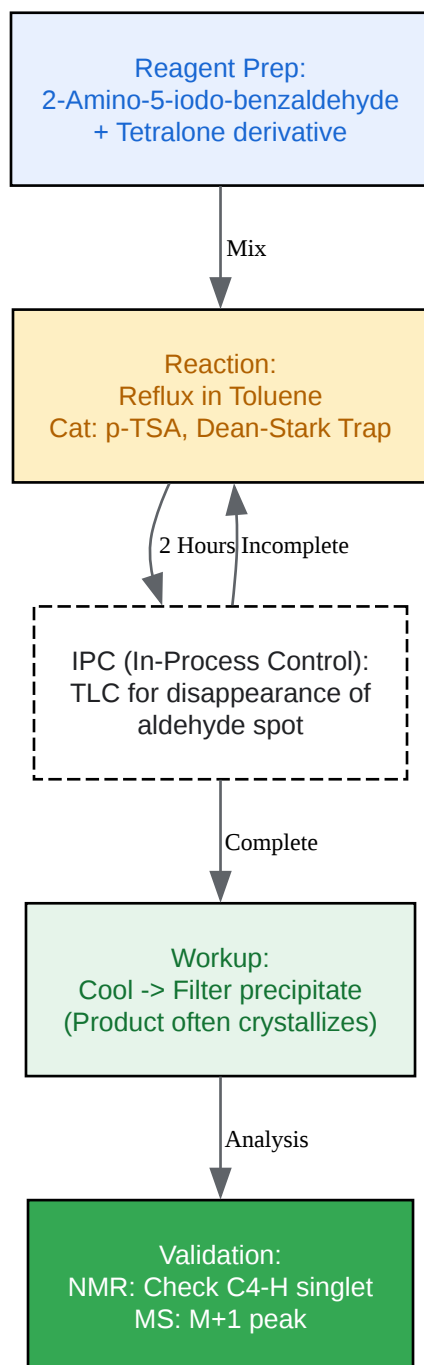 Reagent Prep:
2-Amino-5-iodo-benzaldehyde
+ Tetralone derivative
Mix
Reaction:
Reflux in Toluene
Cat: p-TSA, Dean-Stark Trap
2 Hours
Incomplete
IPC (In-Process Control):
TLC for disappearance of
aldehyde spot
Complete
Workup:
Cool -> Filter precipitate
(Product often crystallizes)
Analysis
Validation:
NMR: Check C4-H singlet
MS: M+1 peak